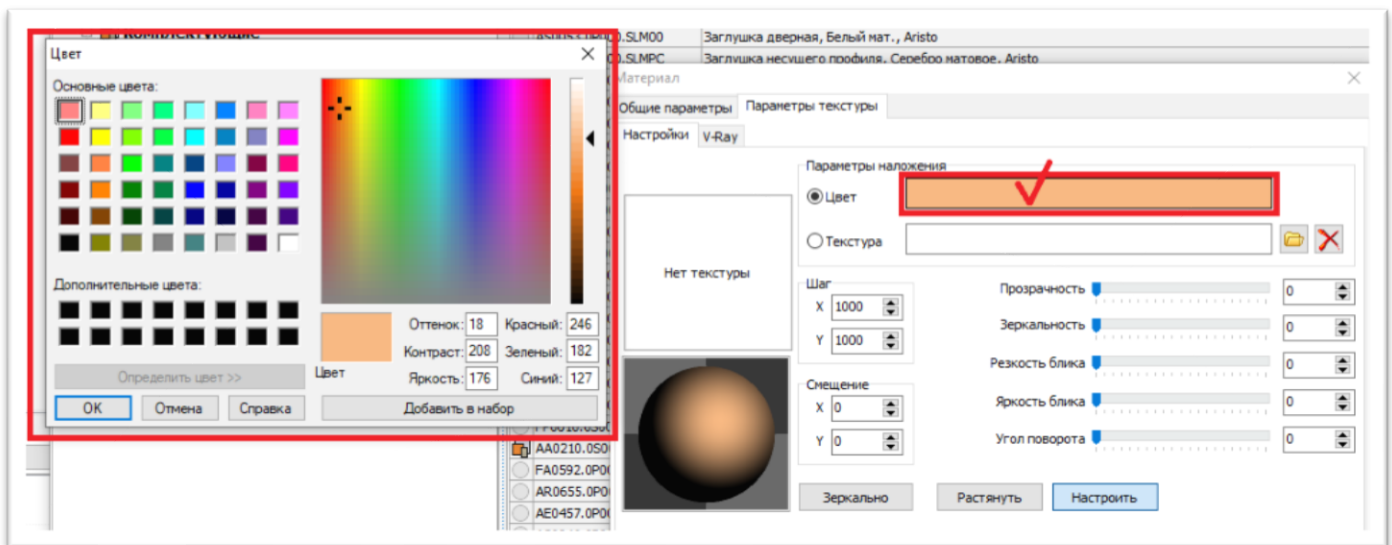 Комплектующие
.SLM00 Заглушка дверная, Белый мат., Aristo
.SLMPC Заглушка несущего профиля, Серебро матовое, Aristo
Цвет
Основные цвета:
Дополнительные цвета:
Определить цвет >>
ОК Отмена Справка
Цвет
Оттенок: 18 Красный: 246
Контраст: 208 Зеленый: 182
Яркость: 176 Синий: 127
Добавить в набор
AA0210.0S0
FA0592.0P0
AR0655.0P0
AE0457.0P0
Материал
Общие параметры Параметры текстуры
Настройки V-Ray
Нет текстуры
Параметры наложения
Цвет
Текстура
Шаг
X 1000
Y 1000
Смещение
X 0
Y 0
Прозрачность 0
Зеркальность 0
Резкость блика 0
Яркость блика 0
Угол поворота 0
Зеркально Растянуть Настроить